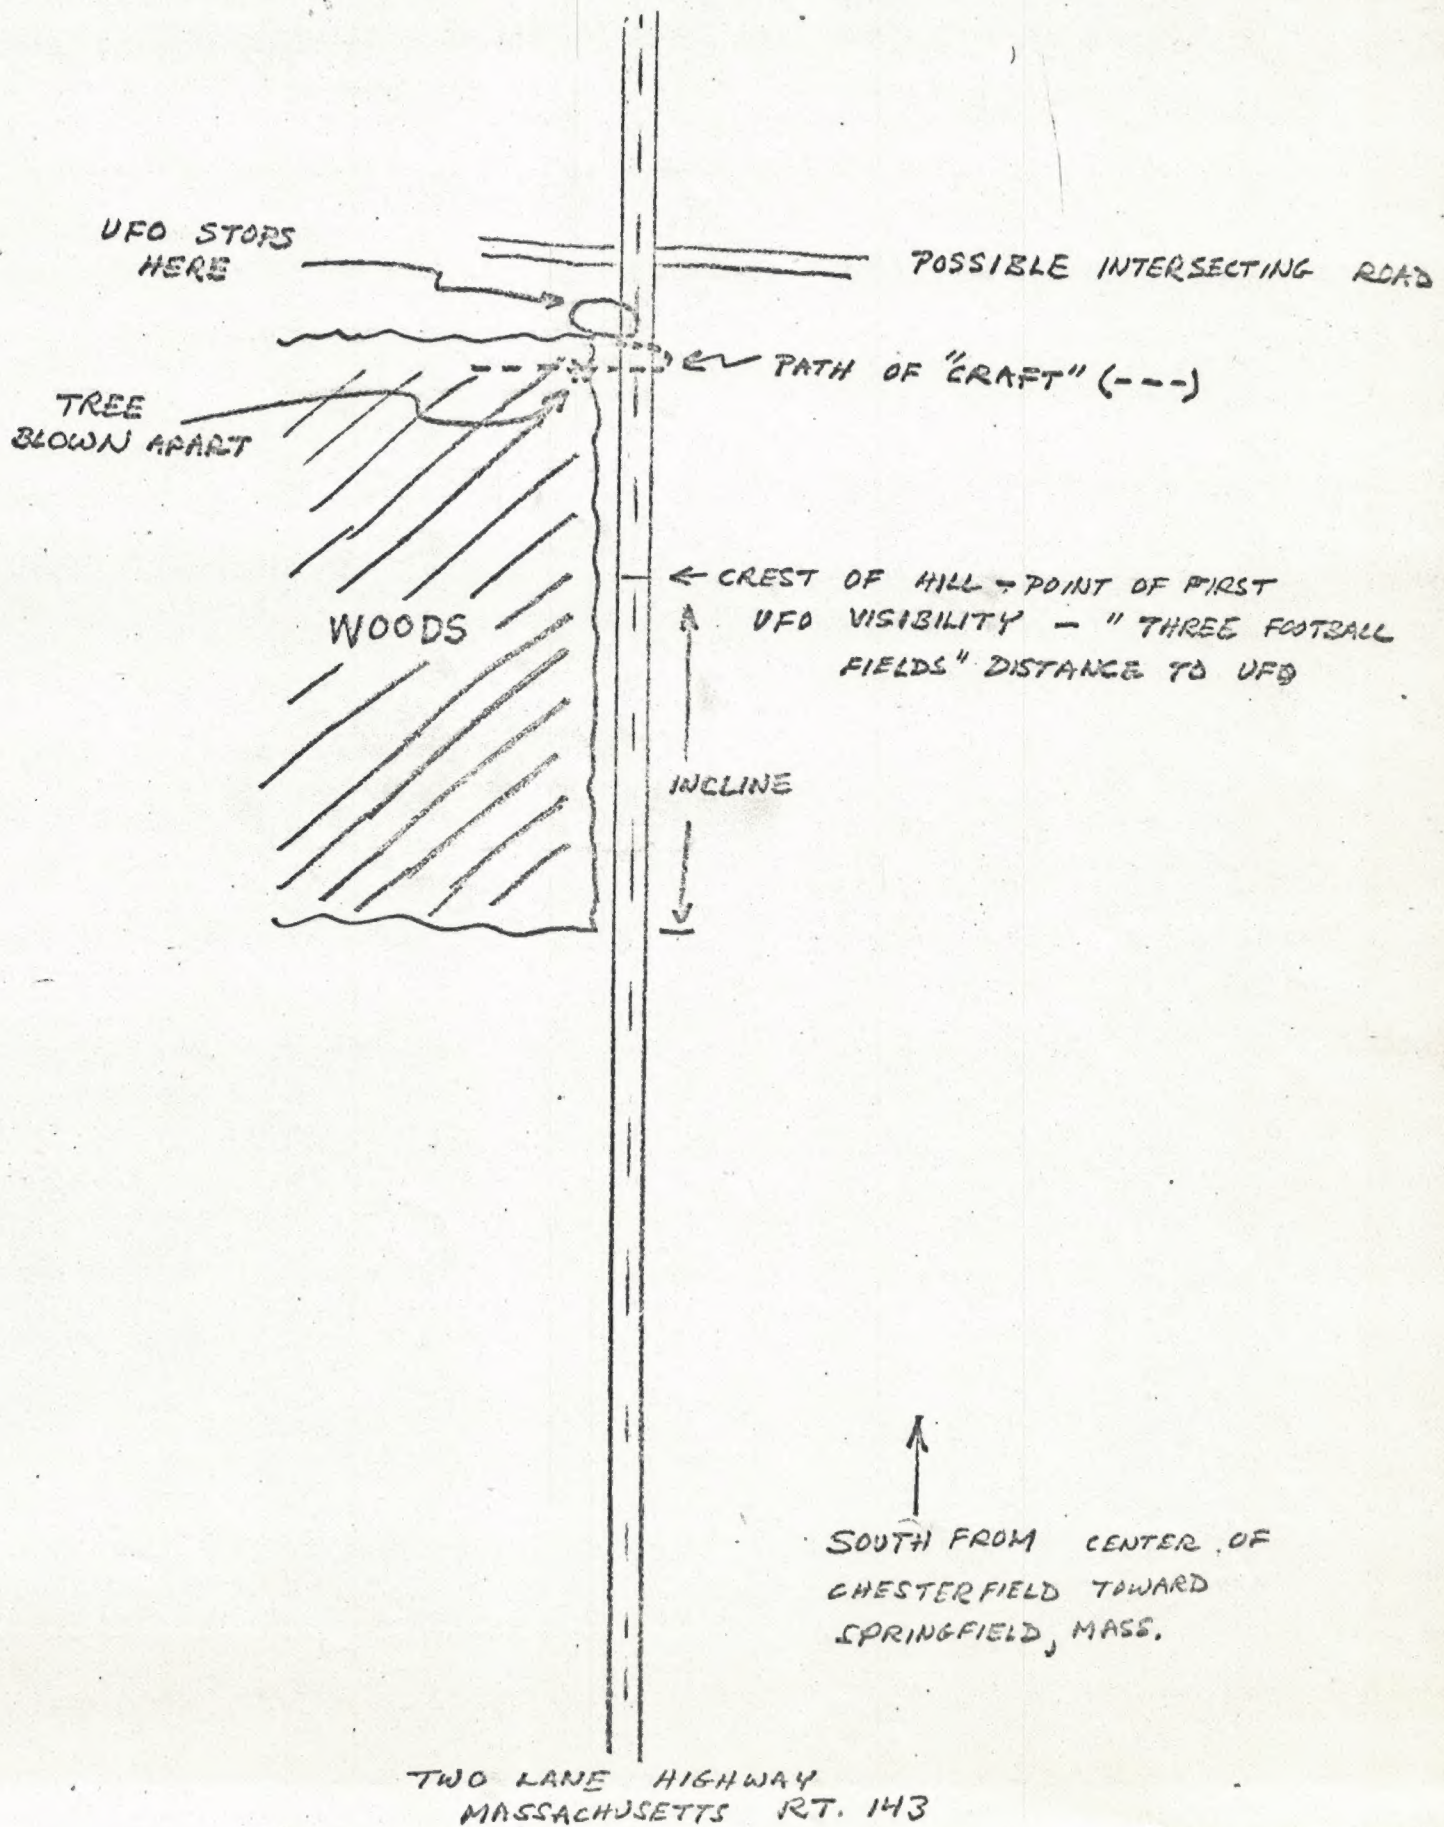 UFO STOPS
HERE
POSSIBLE INTERSECTING ROAD
PATH OF "CRAFT" (---)
TREE
BLOWN APART
← CREST OF HILL - POINT OF FIRST
UFO VISIBILITY - "THREE FOOTBALL
FIELDS" DISTANCE TO UFO
WOODS
INCLINE
SOUTH FROM CENTER OF
CHESTERFIELD TOWARD
SPRINGFIELD, MASS.
TWO LANE HIGHWAY
MASSACHUSETTS RT. 143